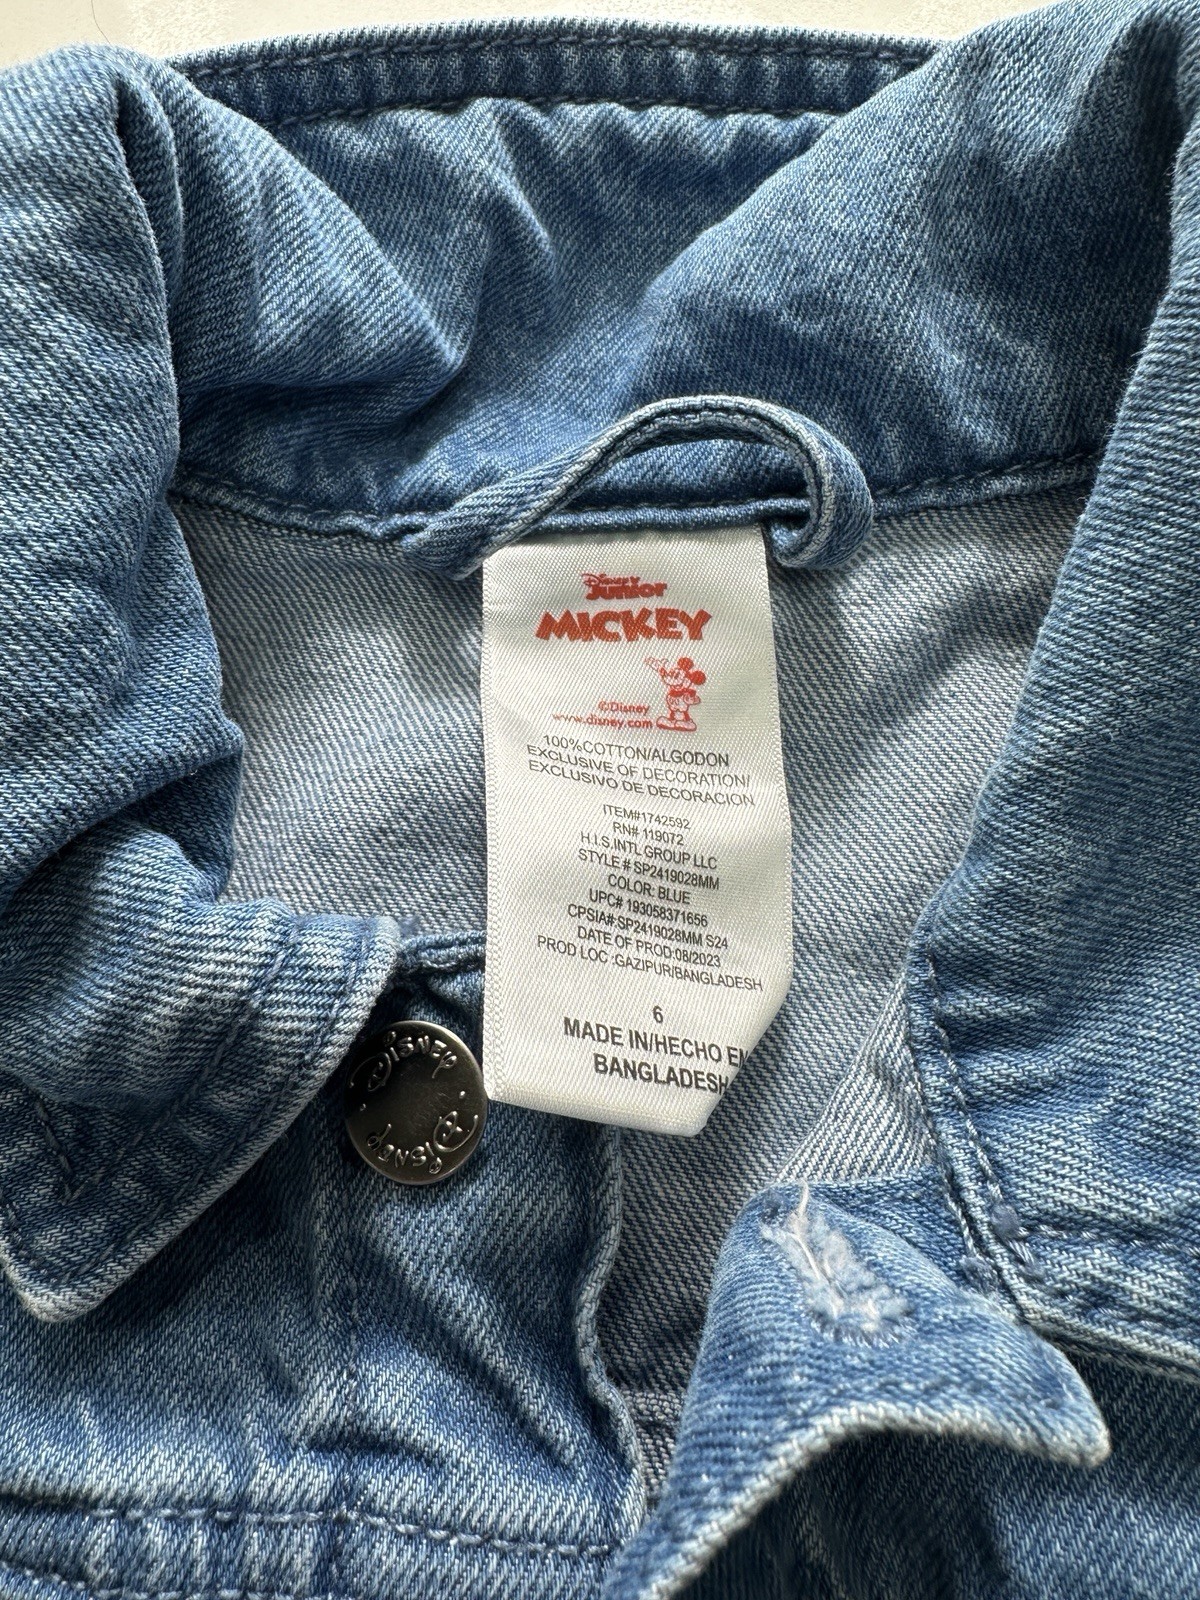 Disney
Junior
MICKEY
©Disney
www.disney.com
100%COTTON/ALGODON
EXCLUSIVE OF DECORATION/
EXCLUSIVO DE DECORACION
ITEM#1742592
RN# 119072
H.I.S.INTL GROUP LLC
STYLE # SP2419028MM
COLOR: BLUE
UPC# 193058371656
CPSIA# SP2419028MM S24
DATE OF PROD:08/2023
PROD LOC :GAZIPUR/BANGLADESH
6
MADE IN/HECHO EN
BANGLADESH
Disney
Disney